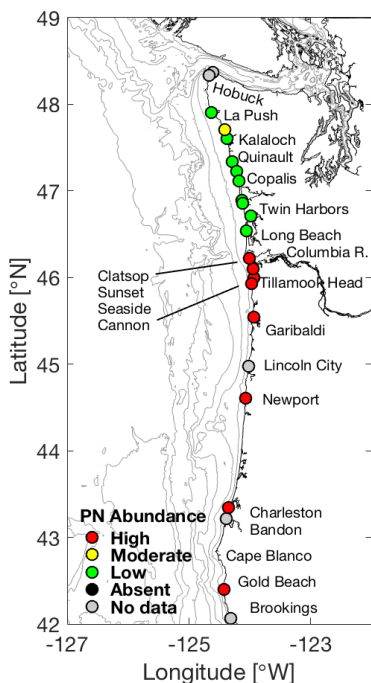 49
48
47
46
45
44
43
42
Latitude [°N]
Hobuck
La Push
Kalaloch
Quinault
Copalis
Twin Harbors
Long Beach
Columbia R.
Clatsop
Sunset
Seaside
Cannon
Tillamook Head
Garibaldi
Lincoln City
Newport
Charleston
Bandon
Cape Blanco
Gold Beach
Brookings
PN Abundance
High
Moderate
Low
Absent
No data
-127
-125
-123
Longitude [°W]